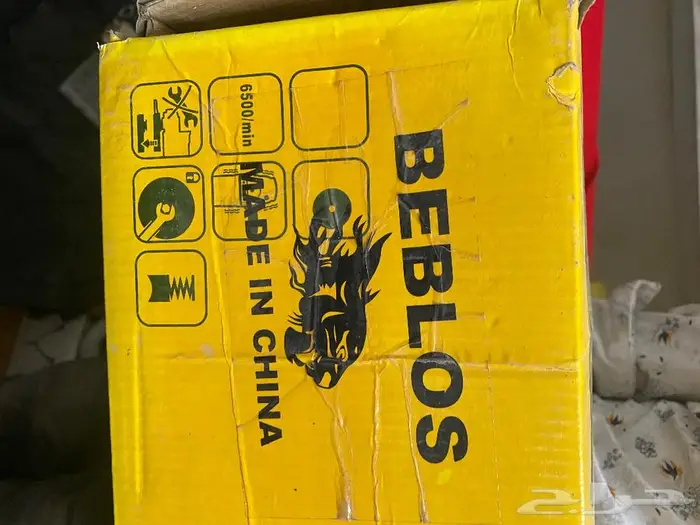 BEBLOS
MADE IN CHINA
6500/min
حراج